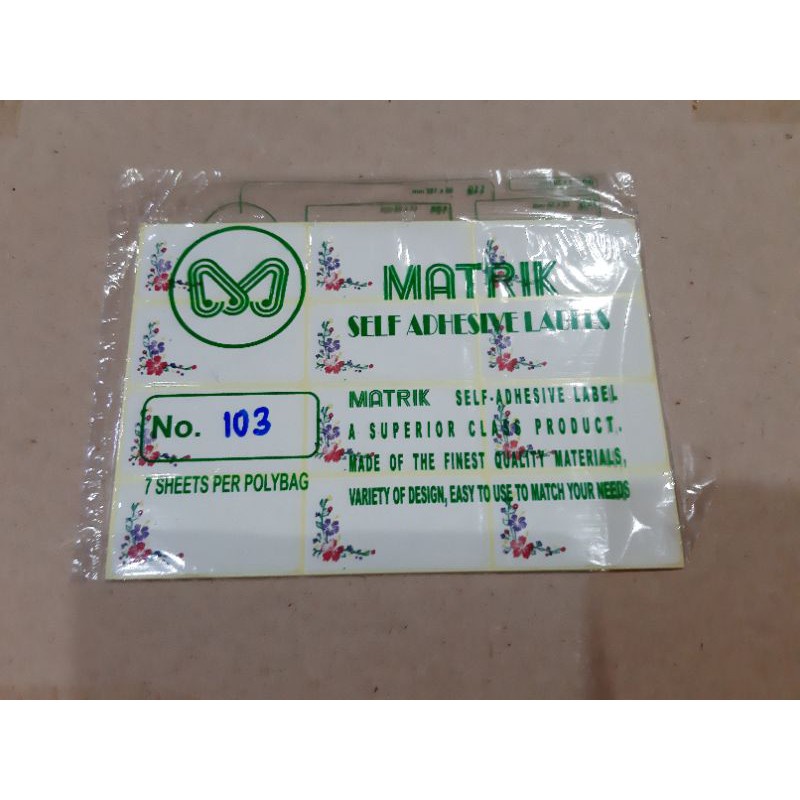 MATRIK
SELF ADHESIVE LABELS
No. 103
7 SHEETS PER POLYBAG
MATRIK SELF-ADHESIVE LABEL
A SUPERIOR CLASS PRODUCT.
MADE OF THE FINEST QUALITY MATERIALS,
VARIETY OF DESIGN, EASY TO USE TO MATCH YOUR NEEDS